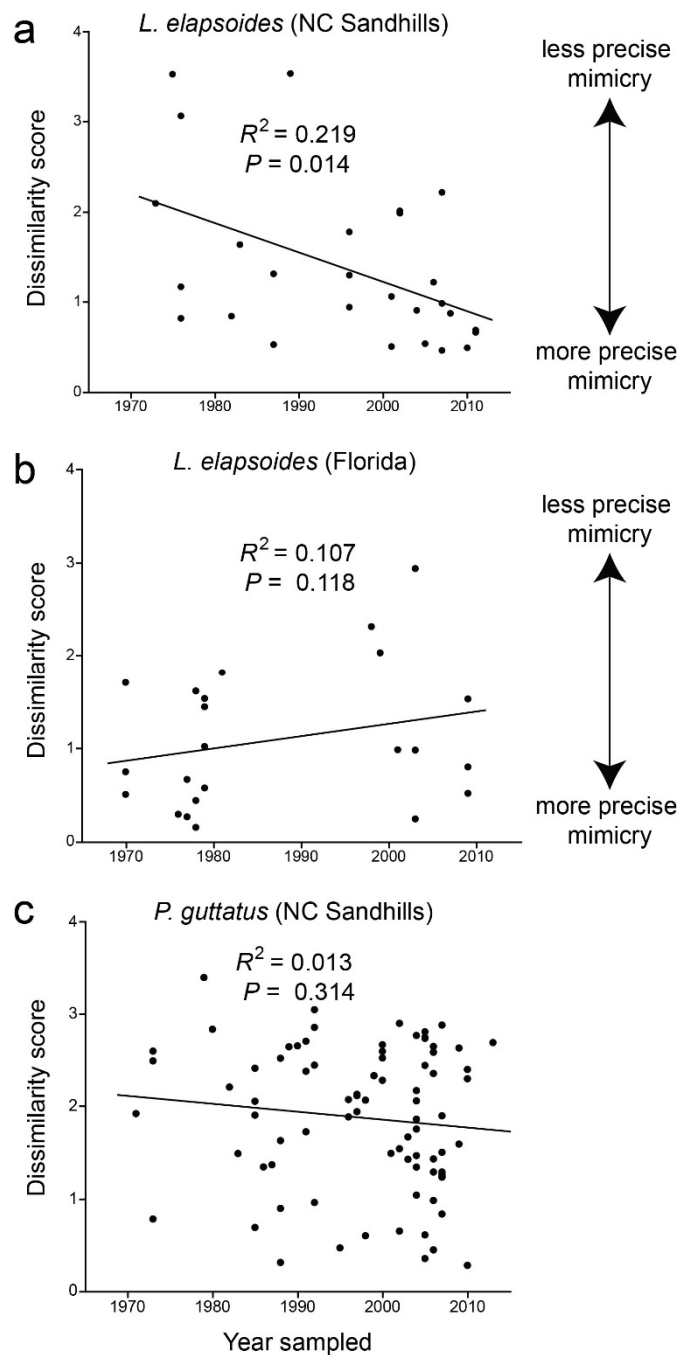 a
L. elapsoides (NC Sandhills)
less precise
mimicry
4
3
2
1
0
Dissimilarity score
R² = 0.219
P = 0.014
more precise
mimicry
1970 1980 1990 2000 2010
b
L. elapsoides (Florida)
less precise
mimicry
4
3
2
1
0
Dissimilarity score
R² = 0.107
P = 0.118
more precise
mimicry
1970 1980 1990 2000 2010
c
P. guttatus (NC Sandhills)
4
3
2
1
0
Dissimilarity score
R² = 0.013
P = 0.314
1970 1980 1990 2000 2010
Year sampled